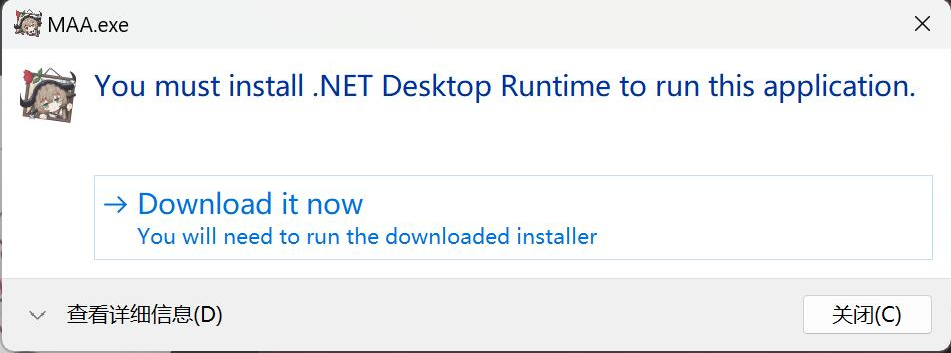 MAA.exe
You must install .NET Desktop Runtime to run this application.
Download it now
You will need to run the downloaded installer
查看详细信息(D)
关闭(C)